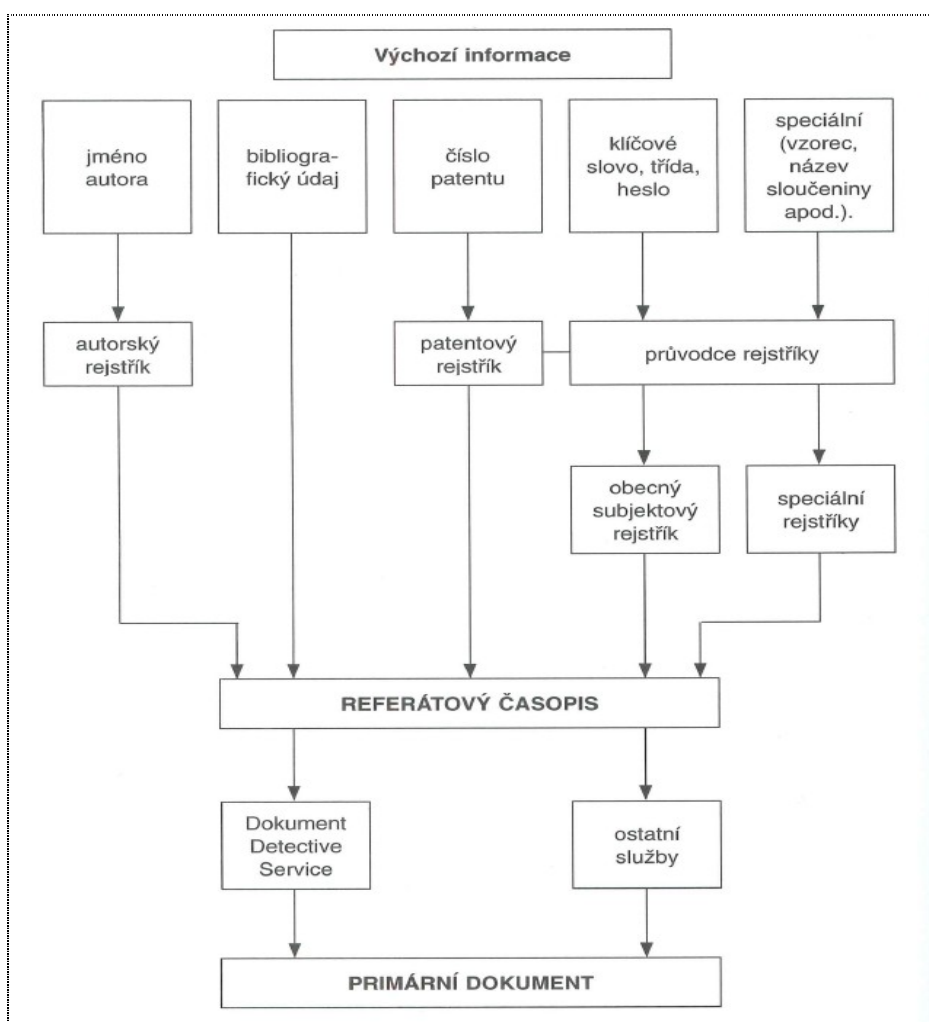 Výchozí informace
jméno
autora
bibliogra-
fický údaj
číslo
patentu
klíčové
slovo, třída,
heslo
speciální
(vzorec,
název
sloučeniny
apod.).
autorský
rejstřík
patentový
rejstřík
průvodce rejstříky
obecný
subjektový
rejstřík
speciální
rejstříky
REFERÁTOVÝ ČASOPIS
Dokument
Detective
Service
ostatní
služby
PRIMÁRNÍ DOKUMENT